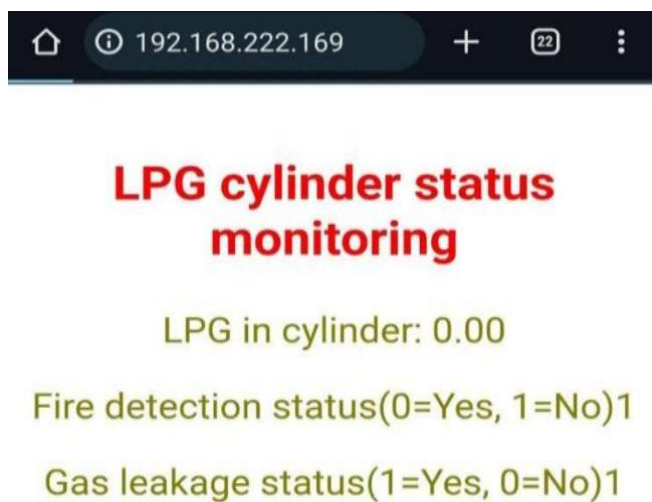 192.168.222.169
22
LPG cylinder status
monitoring
LPG in cylinder: 0.00
Fire detection status(0=Yes, 1=No)1
Gas leakage status(1=Yes, 0=No)1